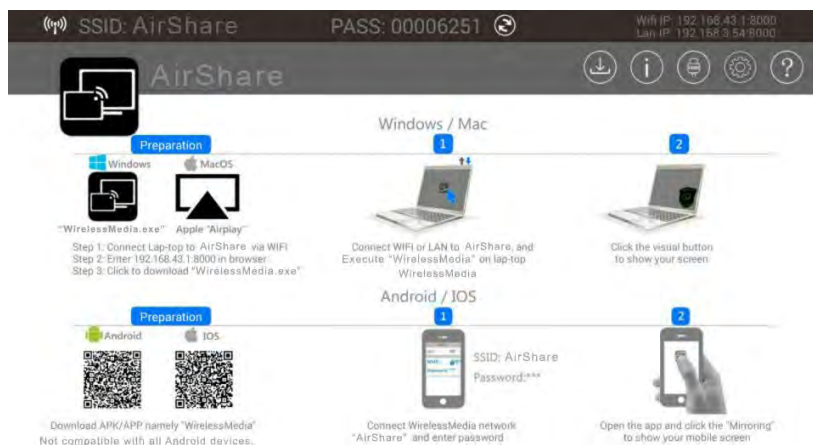 SSID: AirShare
PASS: 00006251
Wifi IP: 192.168.43.1:8000
Lan IP: 192.168.3.54:8000
AirShare
Windows / Mac
Preparation
1
2
Windows
MacOS
"WirelessMedia.exe"
Apple "Airplay"
Step 1: Connect Lap-top to AirShare via WIFI
Step 2: Enter 192.168.43.1:8000 in browser
Step 3: Click to download "WirelessMedia.exe"
Connect WIFI or LAN to AirShare, and
Execute "WirelessMedia" on lap-top
WirelessMedia
Click the visual button
to show your screen
Android / IOS
Preparation
1
2
Android
IOS
Download APK/APP namely "WirelessMedia"
Not compatible with all Android devices.
SSID: AirShare
Password:***
Connect WirelessMedia network
"AirShare" and enter password
Open the app and click the "Mirroring"
to show your mobile screen